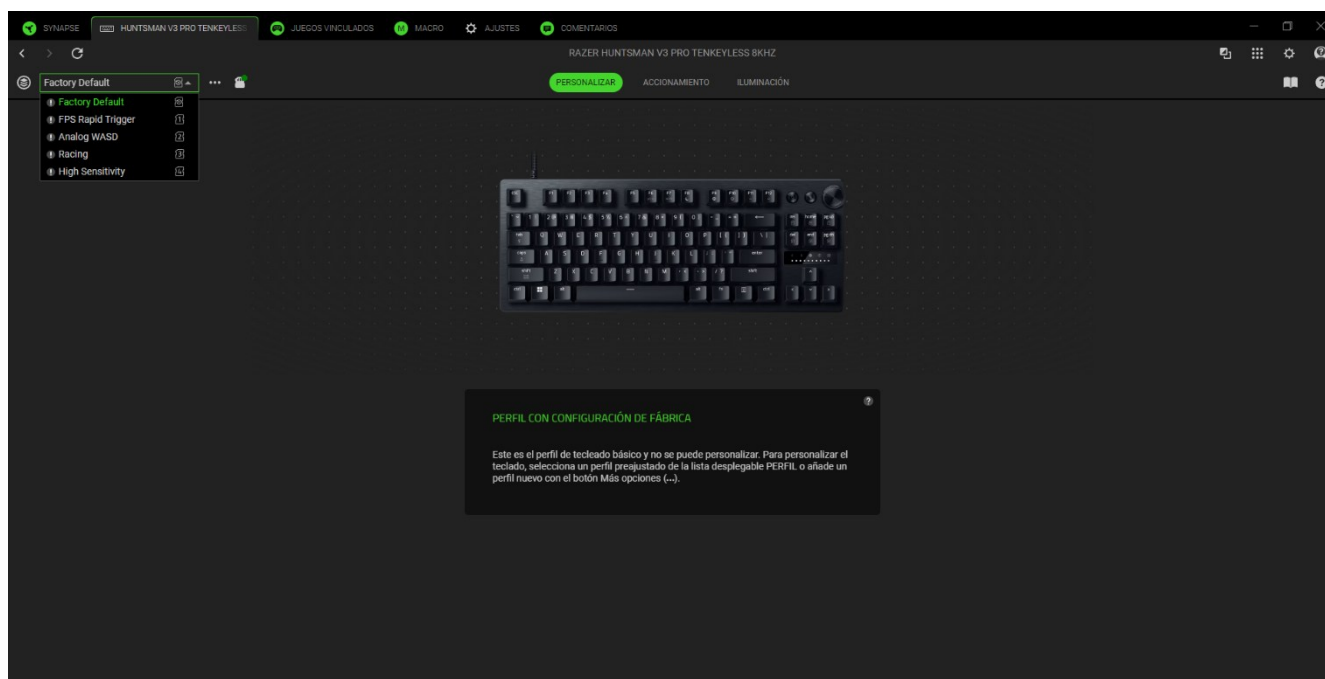 SYNAPSE
HUNTSMAN V3 PRO TENKEYLESS
JUEGOS VINCULADOS
MACRO
AJUSTES
COMENTARIOS
RAZER HUNTSMAN V3 PRO TENKEYLESS 8KHZ
Factory Default
PERSONALIZAR
ACCIONAMIENTO
ILUMINACIÓN
Factory Default
FPS Rapid Trigger
Analog WASD
Racing
High Sensitivity
PERFIL CON CONFIGURACIÓN DE FÁBRICA
Este es el perfil de tecleado básico y no se puede personalizar. Para personalizar el
teclado, selecciona un perfil preajustado de la lista desplegable PERFIL o añade un
perfil nuevo con el botón Más opciones (...).